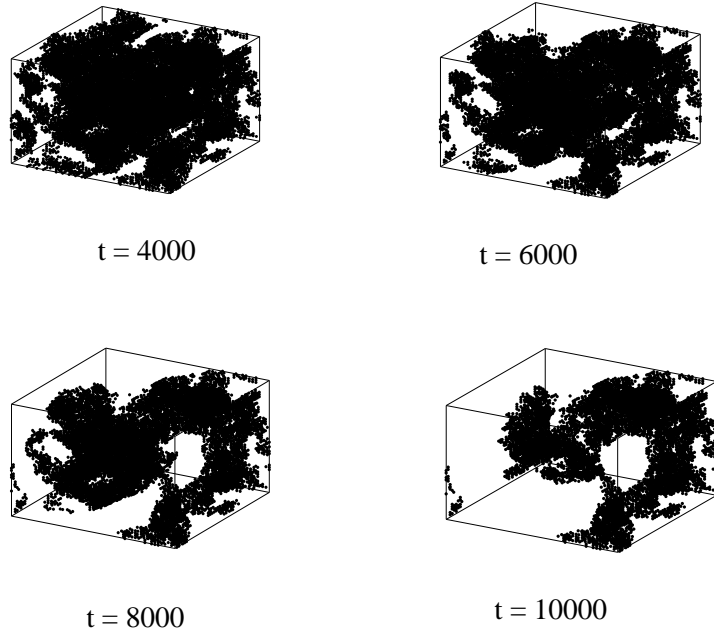 t = 4000
t = 6000
t = 8000
t = 10000